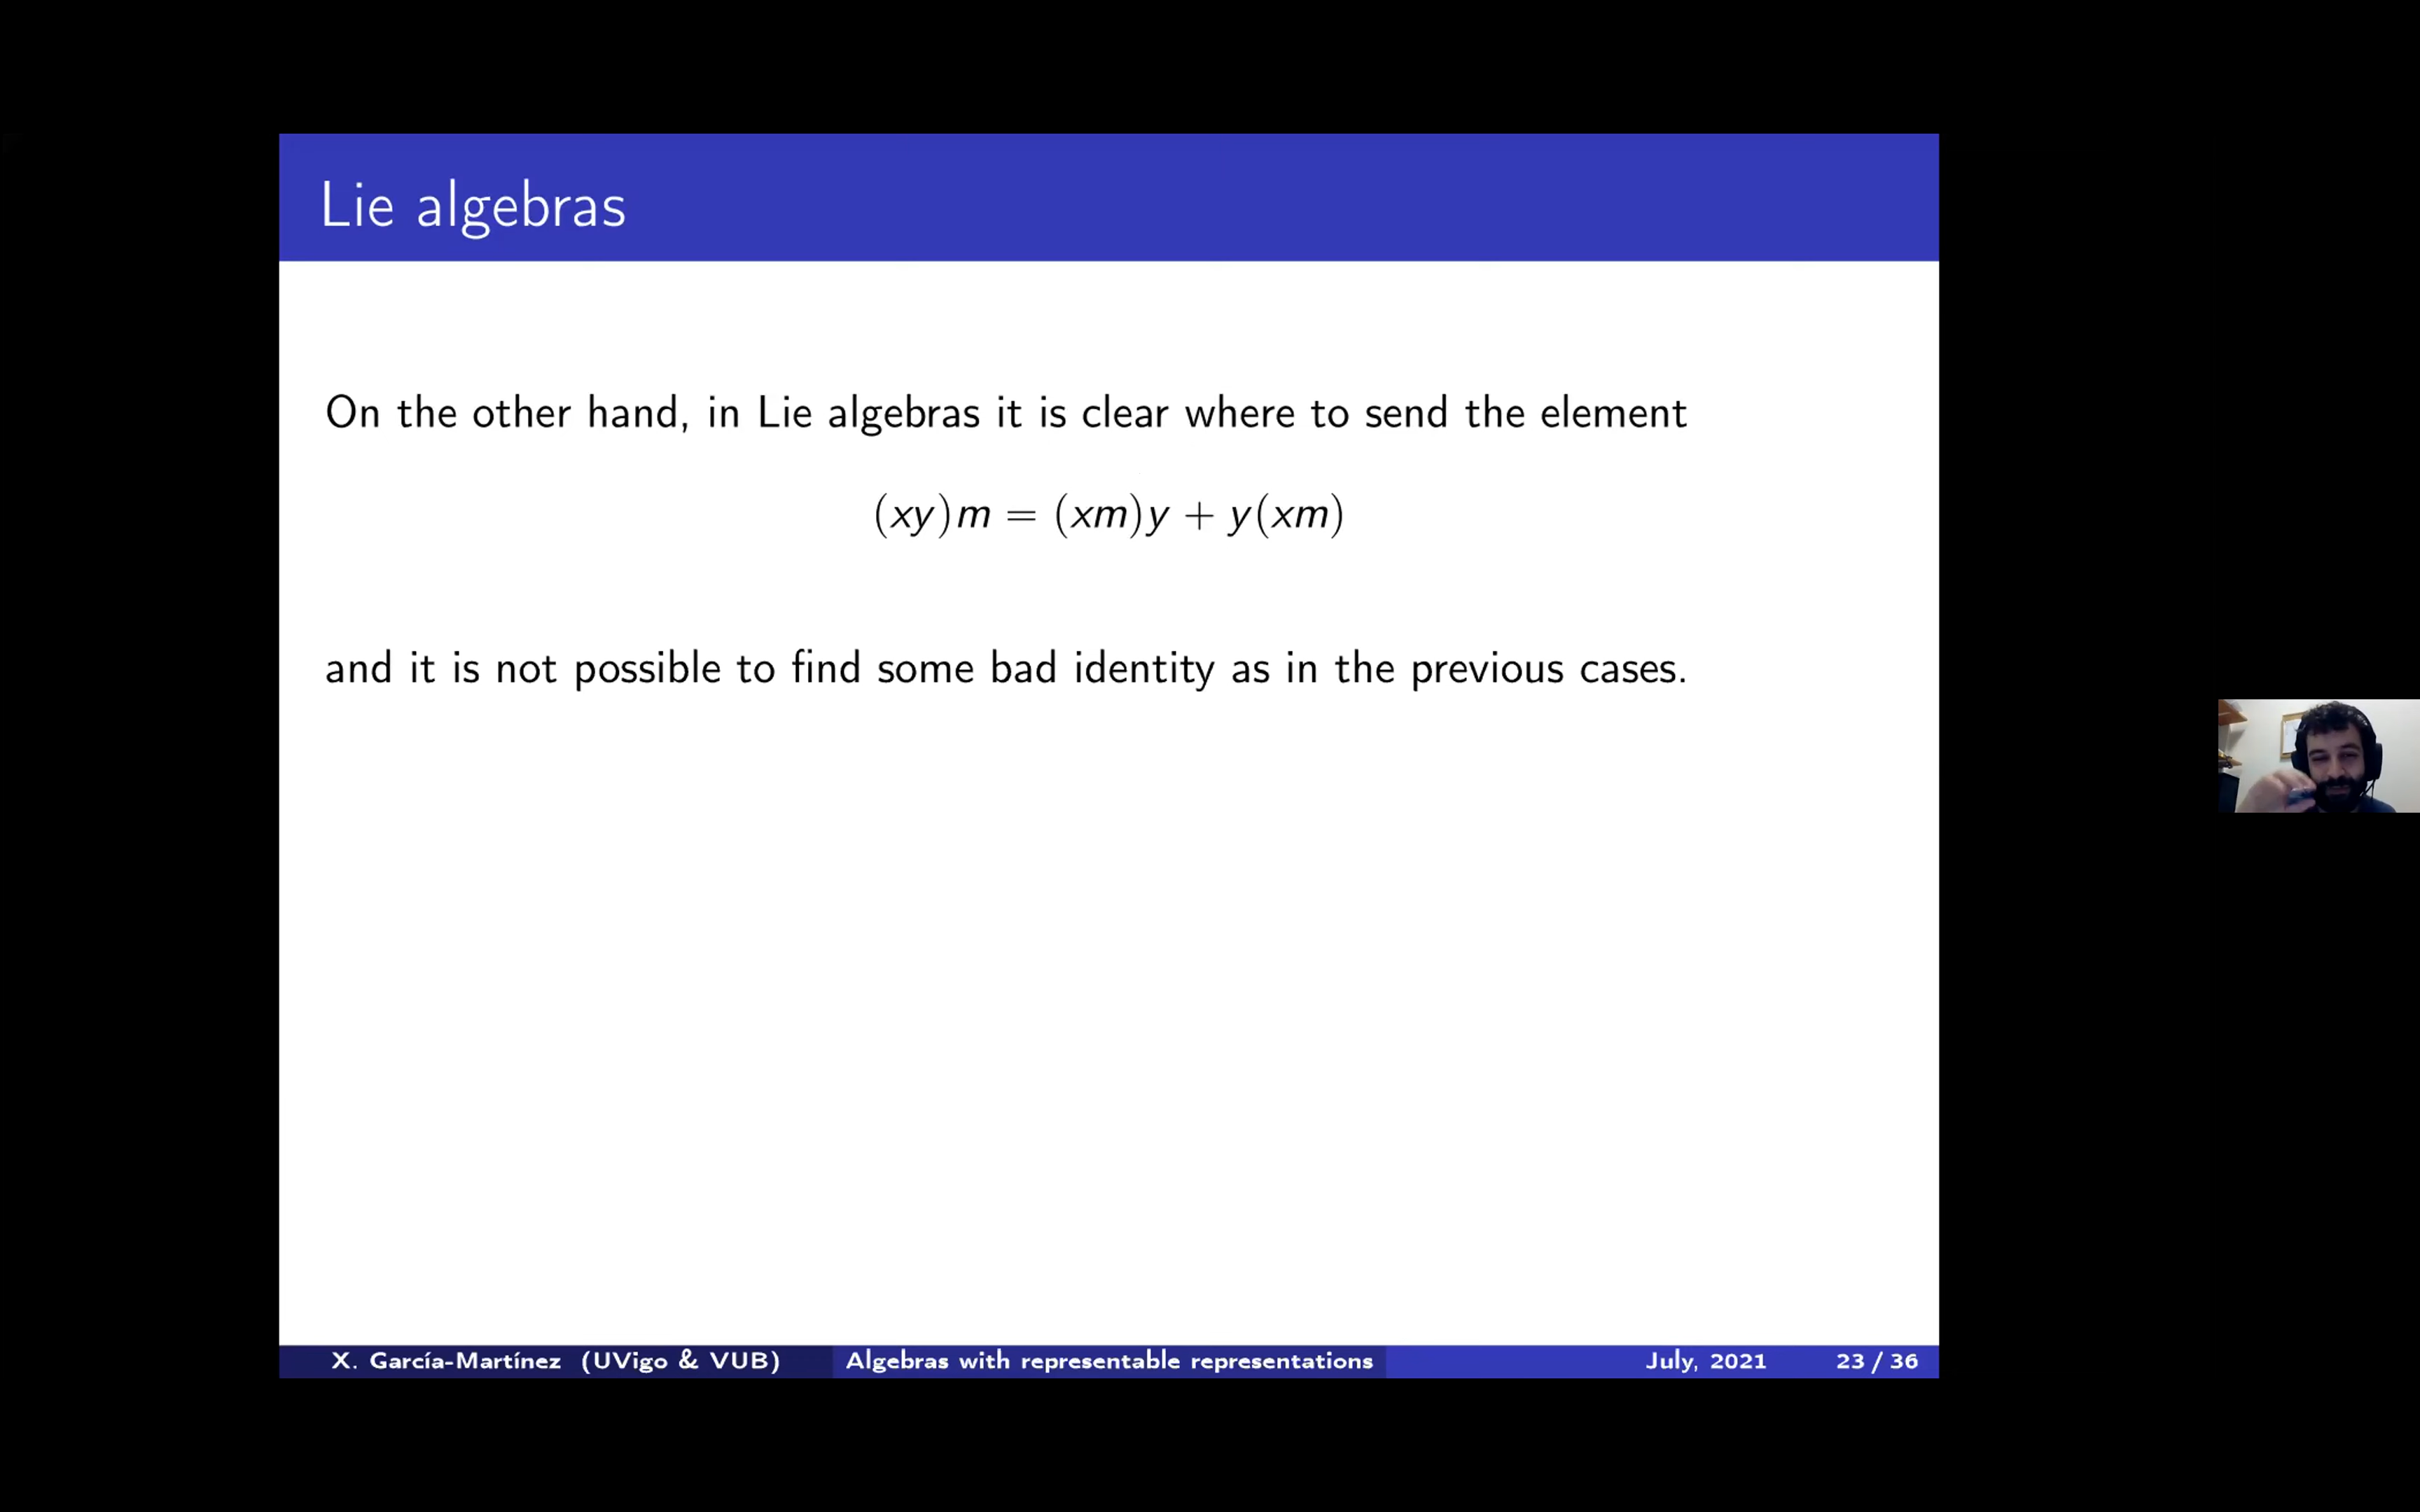 Lie algebras
On the other hand, in Lie algebras it is clear where to send the element
(xy)m = (xm)y + y(xm)
and it is not possible to find some bad identity as in the previous cases.
X. García-Martínez (UVigo & VUB) Algebras with representable representations July, 2021 23 / 36